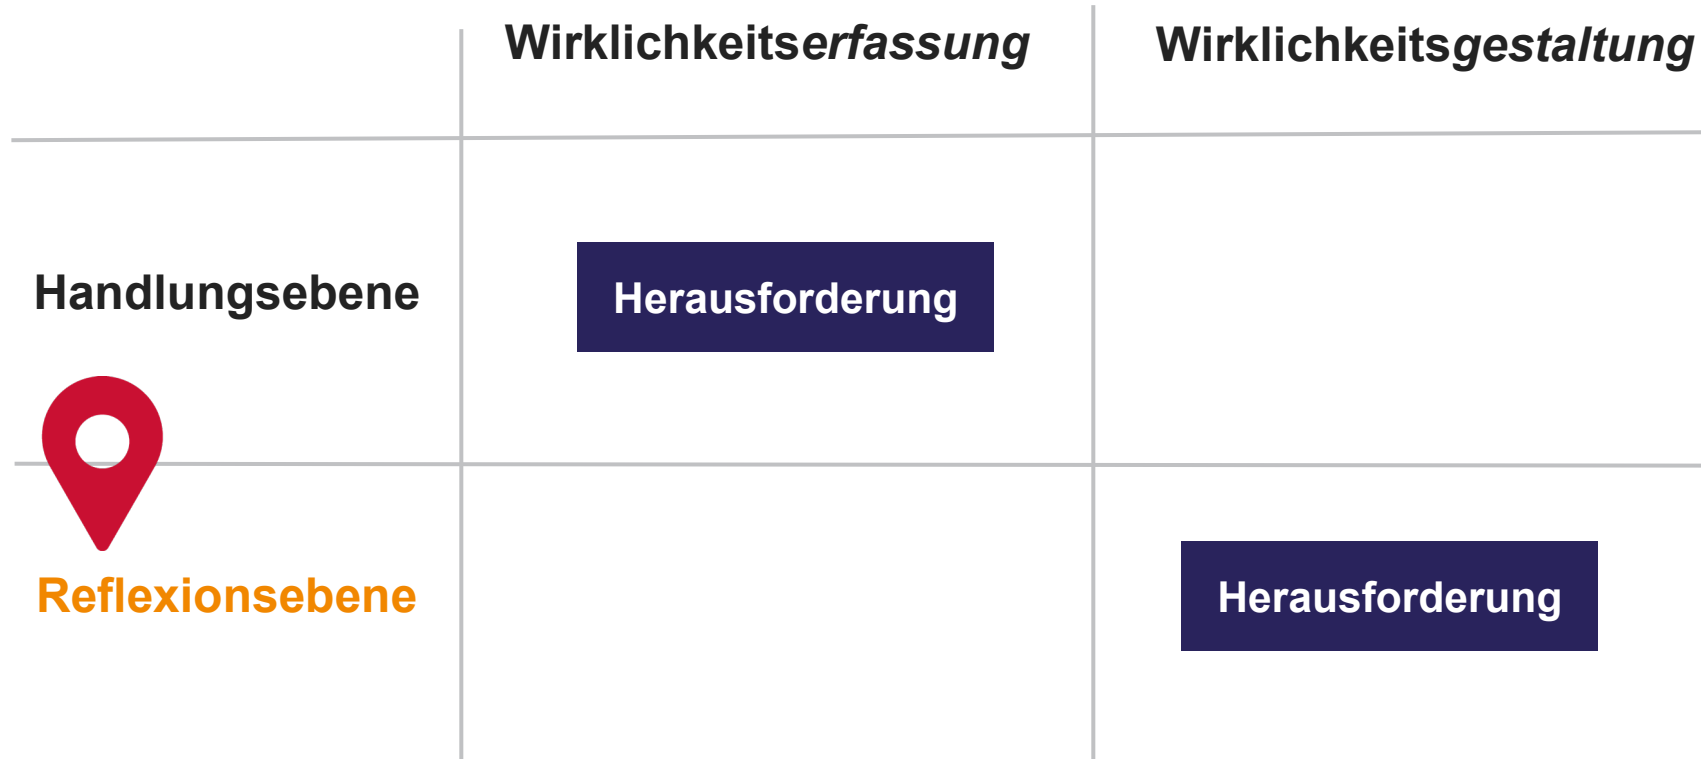 Wirklichkeitserfassung
Wirklichkeitsgestaltung
Handlungsebene
Herausforderung
Reflexionsebene
Herausforderung